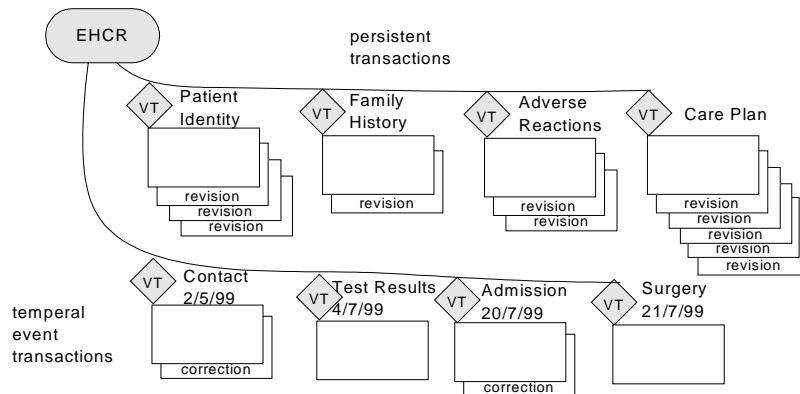 EHCR
persistent
transactions
VT
Patient
Identity
VT
Family
History
VT
Adverse
Reactions
VT
Care Plan
revision
revision
revision
revision
revision
revision
revision
revision
revision
revision
revision
temperal
event
transactions
VT
Contact
2/5/99
VT
Test Results
4/7/99
VT
Admission
20/7/99
VT
Surgery
21/7/99
correction
correction